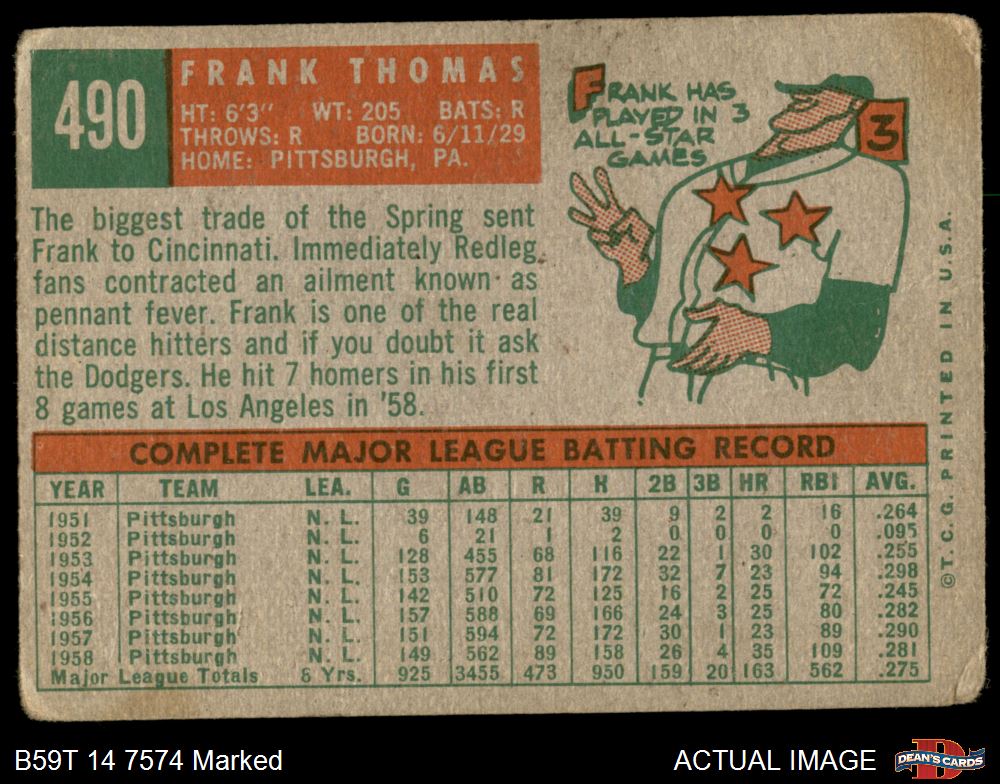 490
FRANK THOMAS
HT: 6'3" WT: 205 BATS: R
THROWS: R BORN: 6/11/29
HOME: PITTSBURGH, PA.
FRANK HAS
PLAYED IN 3
ALL-STAR
GAMES
3
The biggest trade of the Spring sent
Frank to Cincinnati. Immediately Redleg
fans contracted an ailment known as
pennant fever. Frank is one of the real
distance hitters and if you doubt it ask
the Dodgers. He hit 7 homers in his first
8 games at Los Angeles in '58.
COMPLETE MAJOR LEAGUE BATTING RECORD
YEAR TEAM LEA. G AB R H 2B 3B HR RBI AVG.
1951 Pittsburgh N. L. 39 148 21 39 9 2 2 16 .264
1952 Pittsburgh N. L. 6 21 1 2 0 0 0 0 .095
1953 Pittsburgh N. L. 128 455 68 116 22 1 30 102 .255
1954 Pittsburgh N. L. 153 577 81 172 32 7 23 94 .298
1955 Pittsburgh N. L. 142 510 72 125 16 2 25 72 .245
1956 Pittsburgh N. L. 157 588 69 166 24 3 25 80 .282
1957 Pittsburgh N. L. 151 594 72 172 30 1 23 89 .290
1958 Pittsburgh N. L. 149 562 89 158 26 4 35 109 .281
Major League Totals 8 Yrs. 925 3455 473 950 159 20 163 562 .275
©T. C. G. PRINTED IN U.S.A.
B59T 14 7574 Marked
ACTUAL IMAGE
DEAN'S CARDS